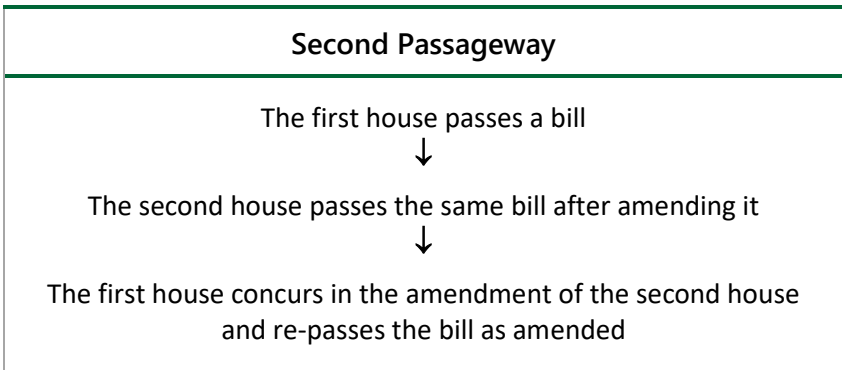 Second Passageway
The first house passes a bill
↓
The second house passes the same bill after amending it
↓
The first house concurs in the amendment of the second house
and re-passes the bill as amended